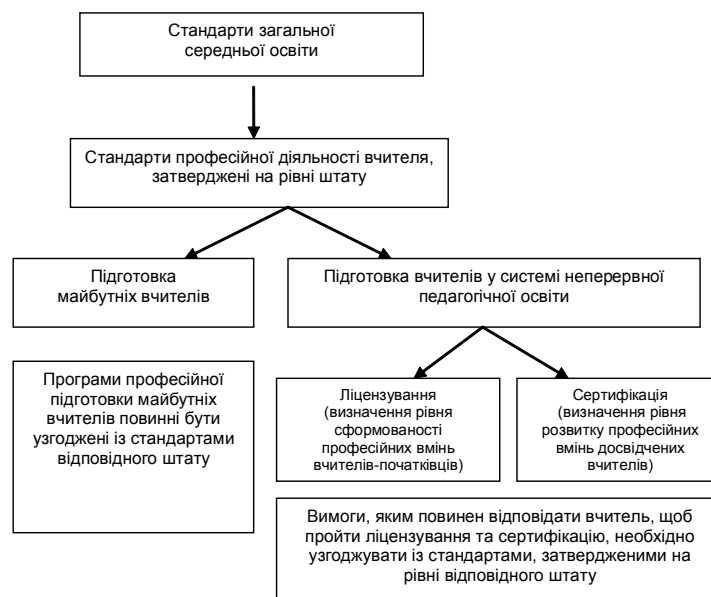 Стандарти загальної
середньої освіти
Стандарти професійної діяльності вчителя,
затверджені на рівні штату
Підготовка
майбутніх вчителів
Підготовка вчителів у системі неперервної
педагогічної освіти
Програми професійної
підготовки майбутніх
вчителів повинні бути
узгоджені із стандартами
відповідного штату
Ліцензування
(визначення рівня
сформованості
професійних вмінь
вчителів-початківців)
Сертифікація
(визначення рівня
розвитку професійних
вмінь досвідчених
вчителів)
Вимоги, яким повинен відповідати вчитель, щоб
пройти ліцензування та сертифікацію, необхідно
узгоджувати із стандартами, затвердженими на
рівні відповідного штату